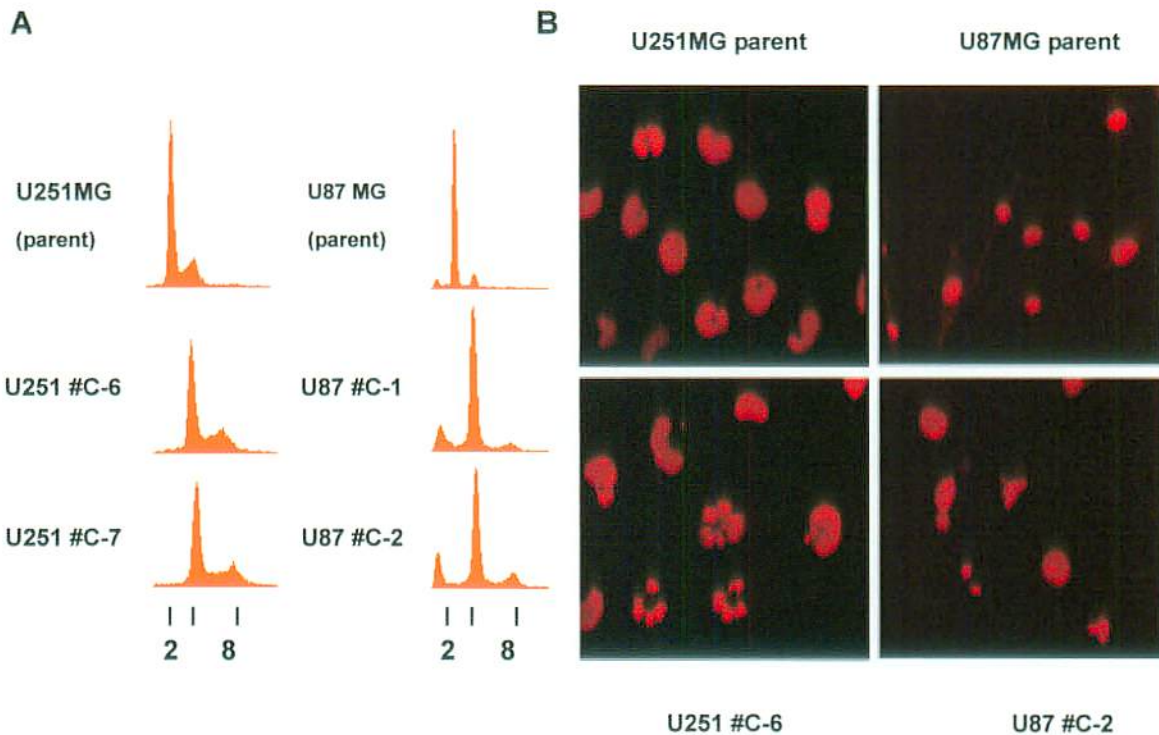 A
B
U251MG parent
U87MG parent
U251MG
(parent)
U87 MG
(parent)
U251 #C-6
U87 #C-1
U251 #C-7
U87 #C-2
2 8
2 8
U251 #C-6
U87 #C-2